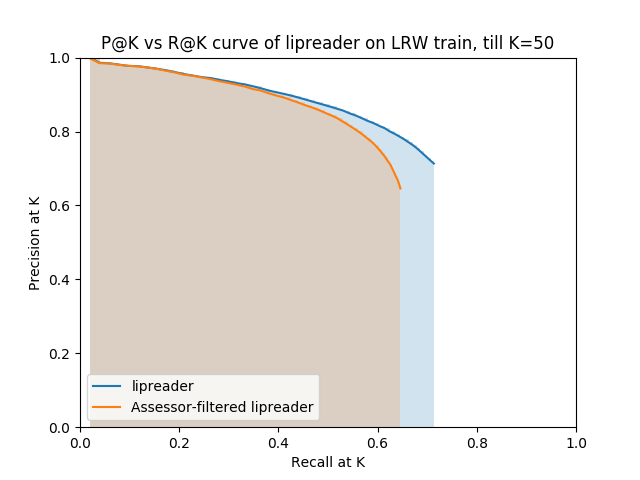 P@K vs R@K curve of lipreader on LRW train, till K=50
1.0
0.8
0.6
0.4
0.2
0.0
Precision at K
lipreader
Assessor-filtered lipreader
0.0 0.2 0.4 0.6 0.8 1.0
Recall at K